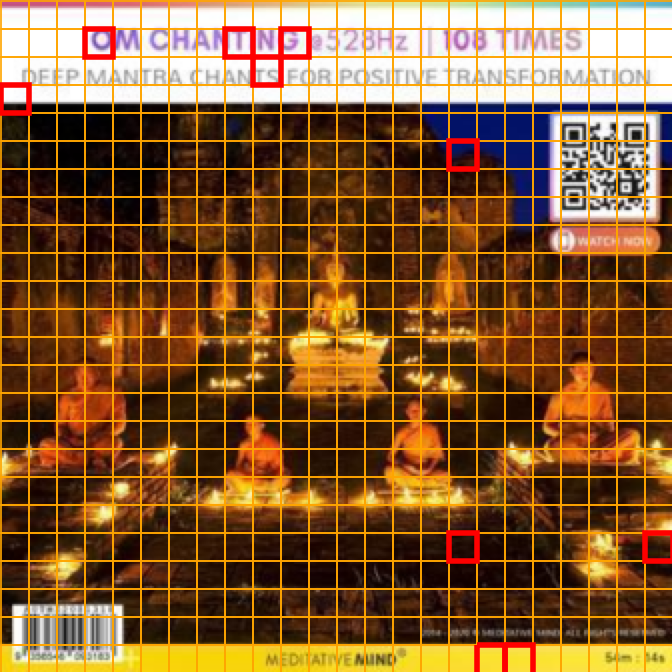 OM CHANTING @528Hz | 108 TIMES
DEEP MANTRA CHANTS FOR POSITIVE TRANSFORMATION
WATCH NOW
MEDITATIVE MIND®
54m : 14s